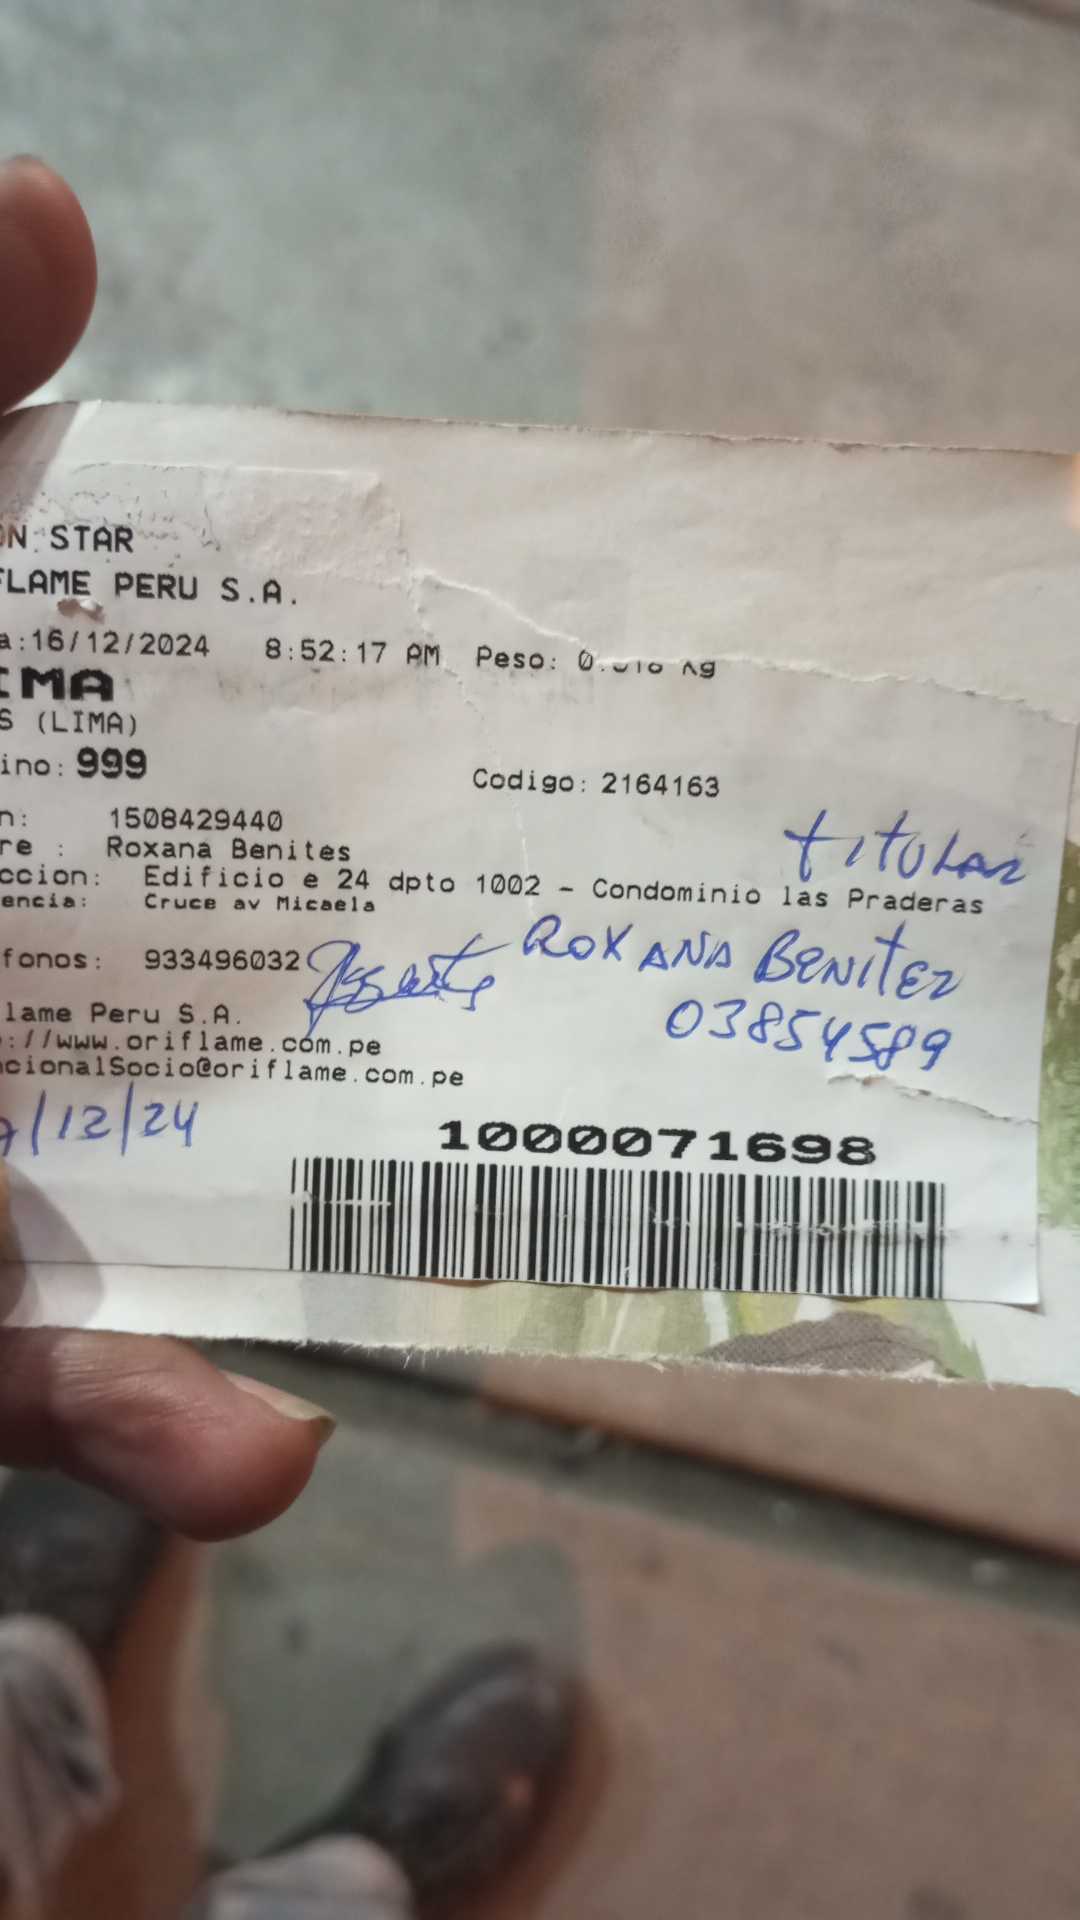 ON STAR
FLAME PERU S.A.
a:16/12/2024 8:52:17 AM Peso: 0. Kg
IMA
S (LIMA)
ino: 999
Codigo: 2164163
n: 1508429440
titular
re : Roxana Benites
ccion: Edificio e 24 dpto 1002 - Condominio las Praderas
encia: Cruce av Micaela
fonos: 933496032
ROXANA BENITEZ
03854589
lame Peru S.A.
://www.oriflame.com.pe
cionalSocio@oriflame.com.pe
/12/24
1000071698